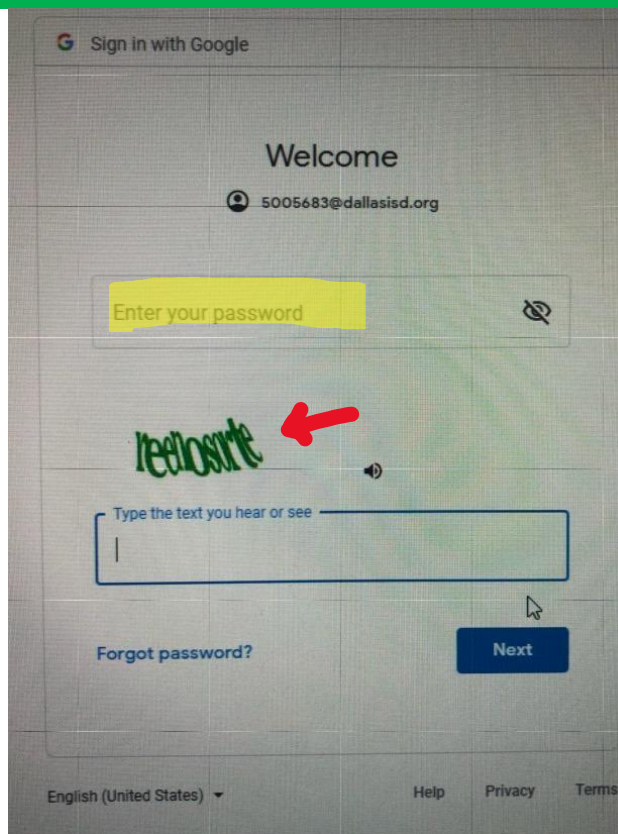 Sign in with Google
Welcome
5005683@dallasisd.org
Enter your password
Type the text you hear or see
Forgot password?
Next
English (United States)
Help Privacy Terms